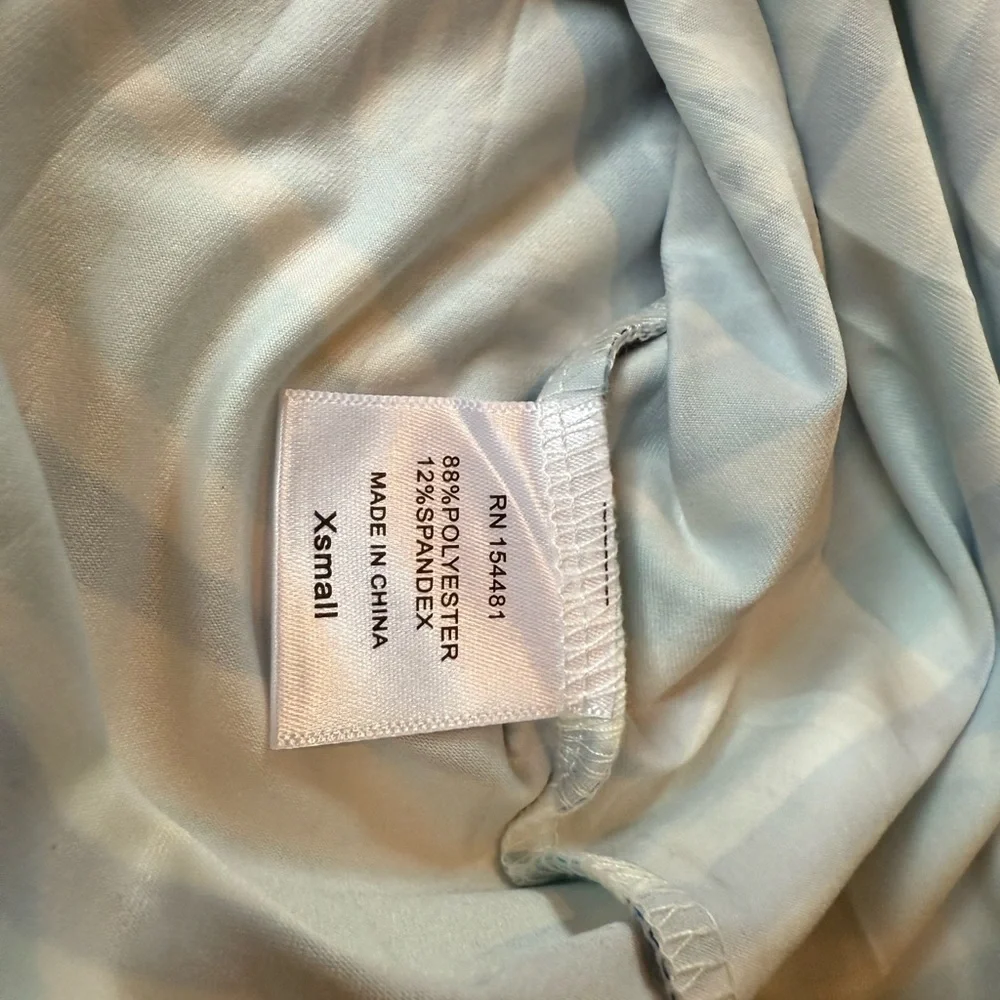 RN 154481
88%POLYESTER
12%SPANDEX
MADE IN CHINA
Xsmall